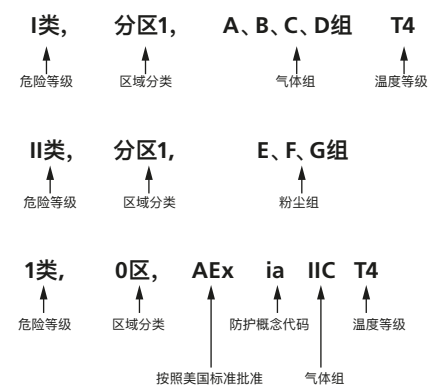 I类, 分区1, A、B、C、D组 T4
危险等级 区域分类 气体组 温度等级
II类, 分区1, E、F、G组
危险等级 区域分类 粉尘组
1类, 0区, AEx ia IIC T4
危险等级 区域分类 防护概念代码 温度等级
按照美国标准批准 气体组